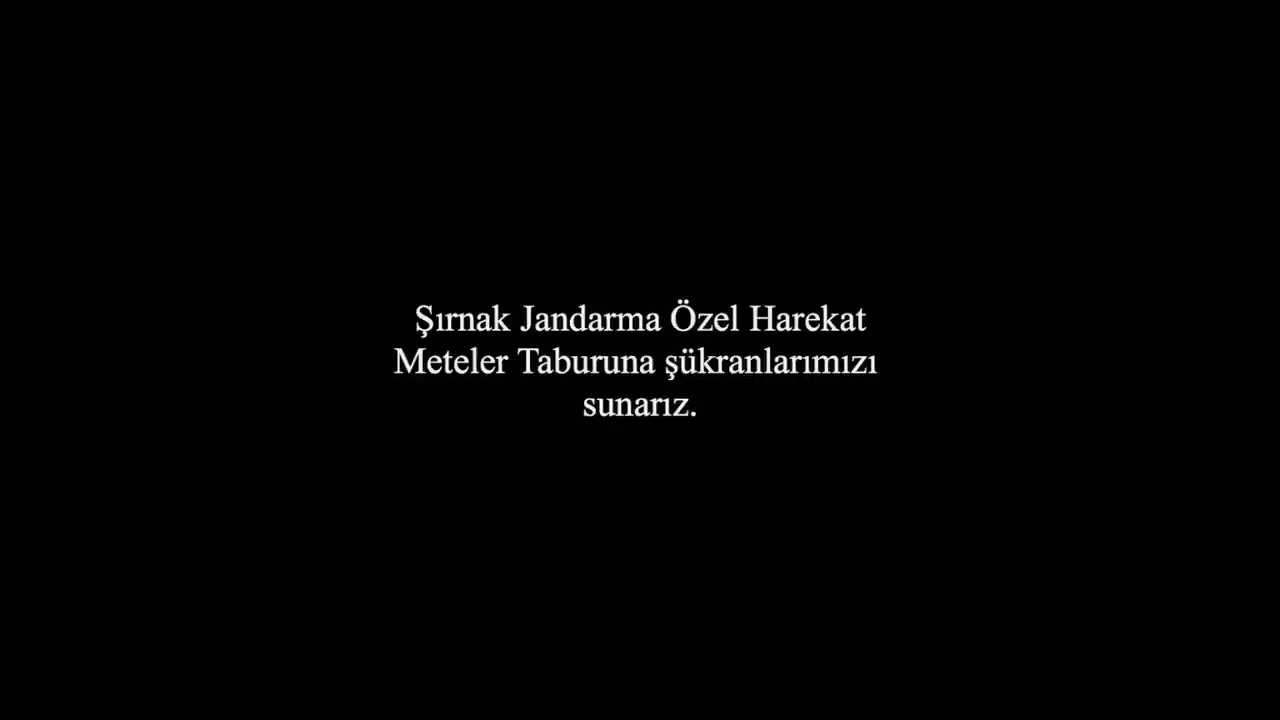 Şırnak Jandarma Özel Harekat
Meteler Taburuna şükranlarımızı
sunarız.